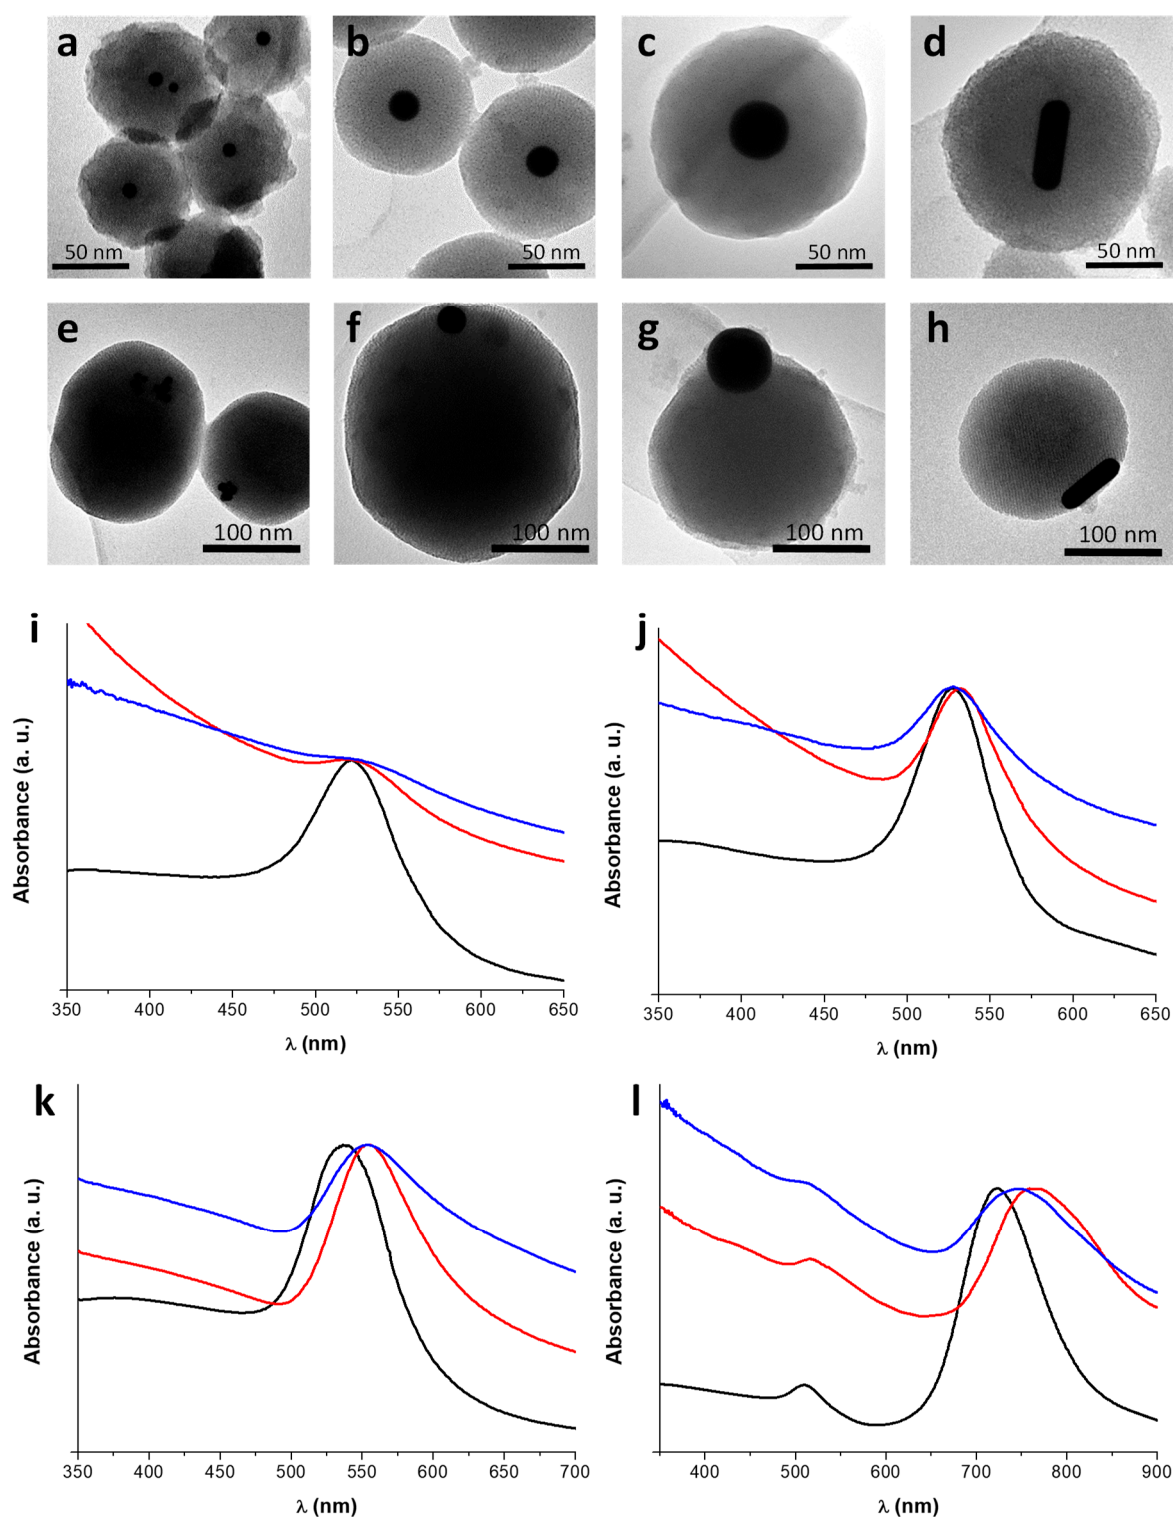 a
b
c
d
50 nm
50 nm
50 nm
50 nm
e
f
g
h
100 nm
100 nm
100 nm
100 nm
i
Absorbance (a. u.)
350 400 450 500 550 600 650
λ (nm)
j
Absorbance (a. u.)
350 400 450 500 550 600 650
λ (nm)
k
Absorbance (a. u.)
350 400 450 500 550 600 650 700
λ (nm)
l
Absorbance (a. u.)
400 500 600 700 800 900
λ (nm)